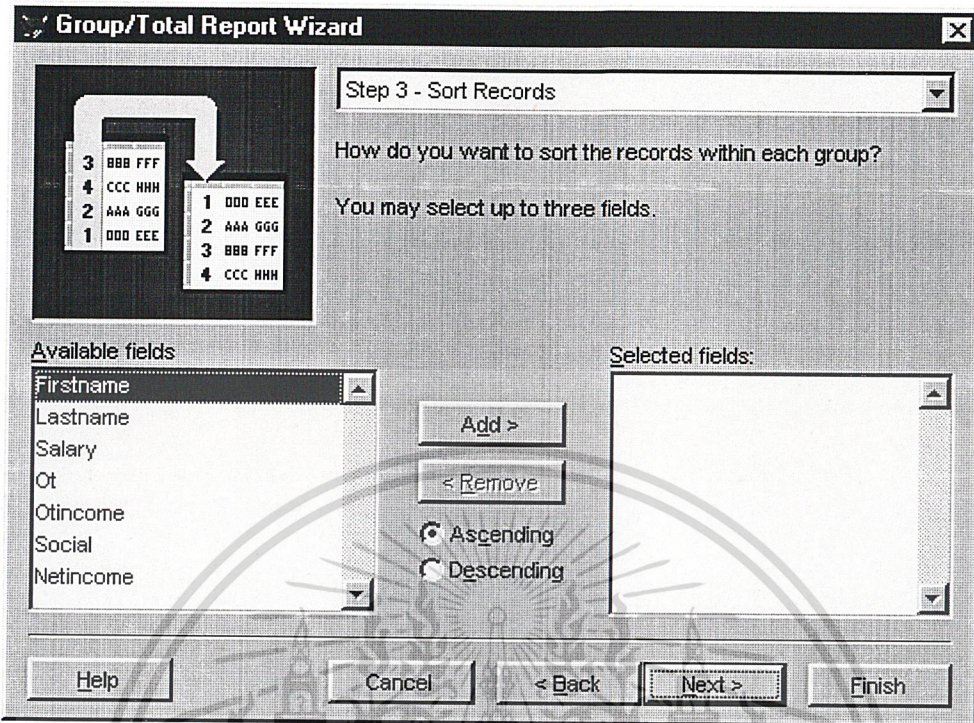 Group/Total Report Wizard
Step 3 - Sort Records
How do you want to sort the records within each group?
You may select up to three fields.
3 BBB FFF
4 CCC HHH
2 AAA GGG
1 DDD EEE
1 DDD EEE
2 AAA GGG
3 BBB FFF
4 CCC HHH
Available fields
Firstname
Lastname
Salary
Ot
Otincome
Social
Netincome
Add >
< Remove
Ascending
Descending
Selected fields:
Help
Cancel
< Back
Next >
Finish